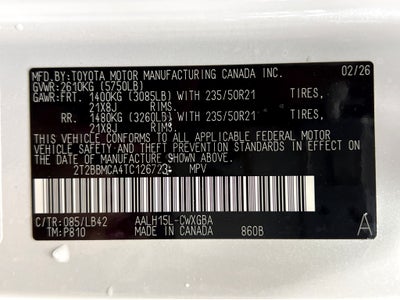 MFD.BY:TOYOTA MOTOR MANUFACTURING CANADA INC. 02/26
GVWR:2610KG (5750LB)
GAWR:FRT. 1400KG (3085LB) WITH 235/50R21 TIRES,
21X8J RIMS.
RR. 1480KG (3260LB) WITH 235/50R21 TIRES,
21X8J RIMS.
THIS VEHICLE CONFORMS TO ALL APPLICABLE FEDERAL MOTOR
VEHICLE SAFETY AND THEFT PREVENTION STANDARDS IN EFFECT ON
THE DATE OF MANUFACTURE SHOWN ABOVE.
MPV
C/TR:085/LB42 AALH15L-CWXGBA A
TM:P810 MADE IN CANADA 860B